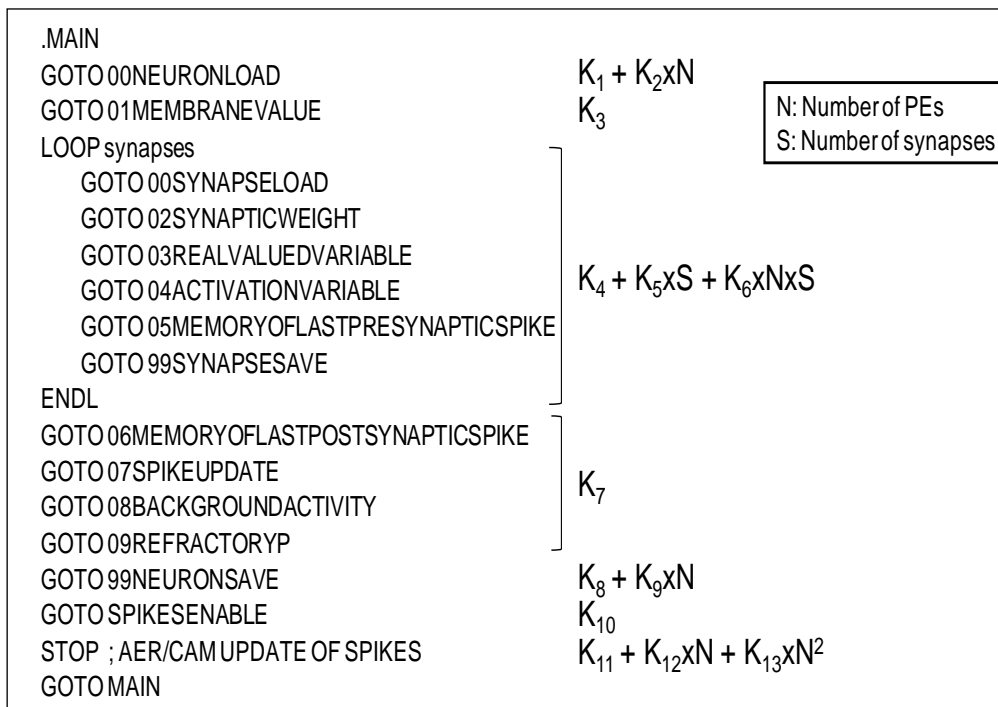 .MAIN
GOTO 00NEURONLOAD K₁ + K₂xN
GOTO 01MEMBRANEVALUE K₃
N: Number of PEs
S: Number of synapses
LOOP synapses
GOTO 00SYNAPSELOAD
GOTO 02SYNAPTICWEIGHT
GOTO 03REALVALUEDVARIABLE
GOTO 04ACTIVATIONVARIABLE
GOTO 05MEMORYOFLASTPRESYNAPTICSPIKE
GOTO 99SYNAPSESAVE
K₄ + K₅xS + K₆xNxS
ENDL
GOTO 06MEMORYOFLASTPOSTSYNAPTICSPIKE
GOTO 07SPIKEUPDATE
GOTO 08BACKGROUNDACTIVITY
GOTO 09REFRACTORYP
K₇
GOTO 99NEURONSAVE K₈ + K₉xN
GOTO SPIKESENABLE K₁₀
STOP ; AER/CAM UPDATE OF SPIKES K₁₁ + K₁₂xN + K₁₃xN²
GOTO MAIN